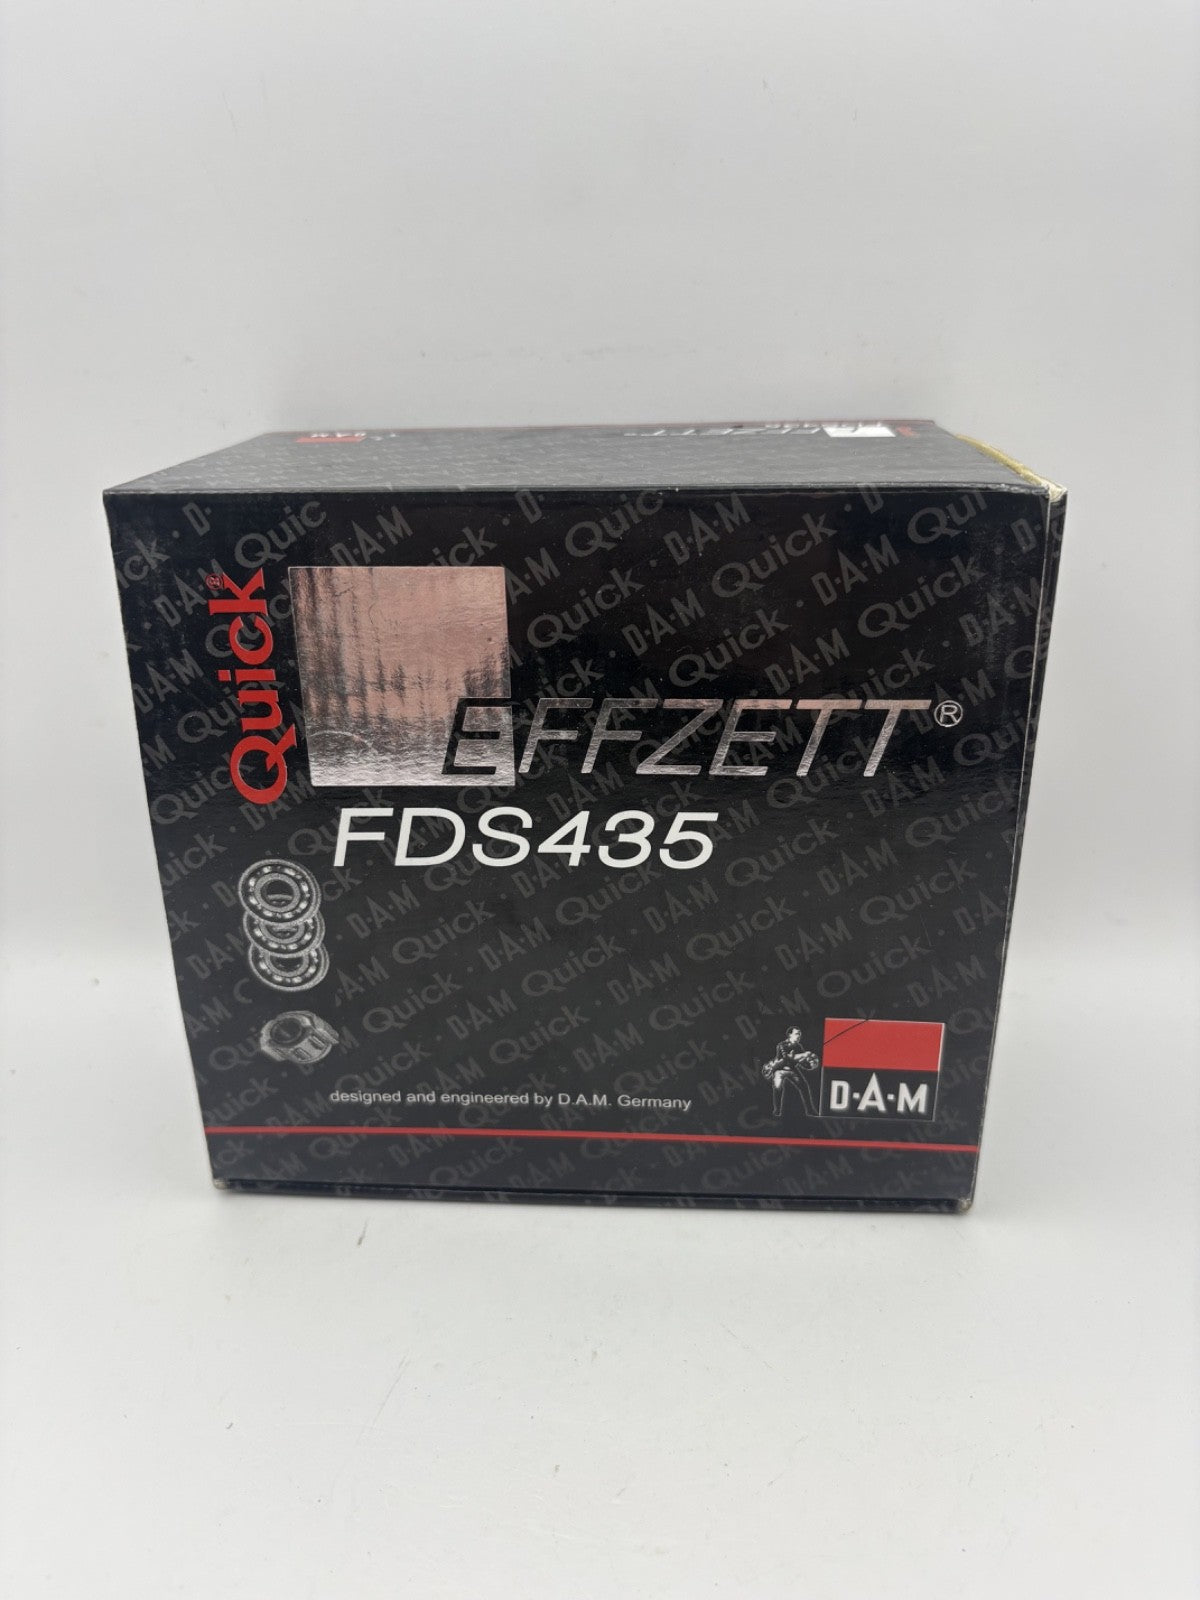 Quick®
EFFZETT®
FDS435
designed and engineered by D.A.M. Germany
D·A·M